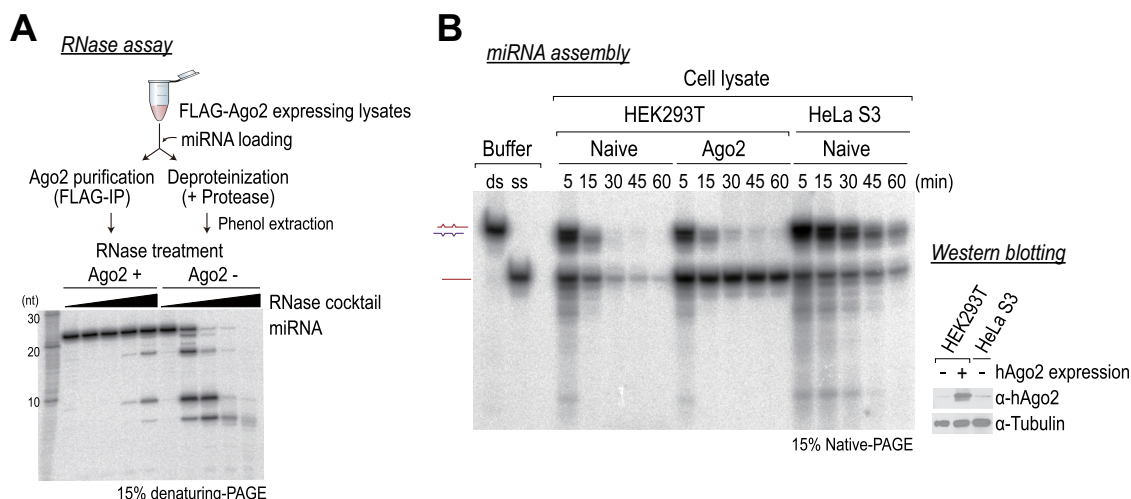 A
RNase assay
FLAG-Ago2 expressing lysates
miRNA loading
Ago2 purification
(FLAG-IP)
Deproteinization
(+ Protease)
Phenol extraction
RNase treatment
Ago2 +
Ago2 -
(nt)
RNase cocktail
30
miRNA
20
10
15% denaturing-PAGE
B
miRNA assembly
Cell lysate
HEK293T
HeLa S3
Buffer
Naive
Ago2
Naive
ds ss
5 15 30 45 60
5 15 30 45 60
5 15 30 45 60
(min)
15% Native-PAGE
Western blotting
HEK293T
HeLa S3
- + -
hAgo2 expression
α-hAgo2
α-Tubulin